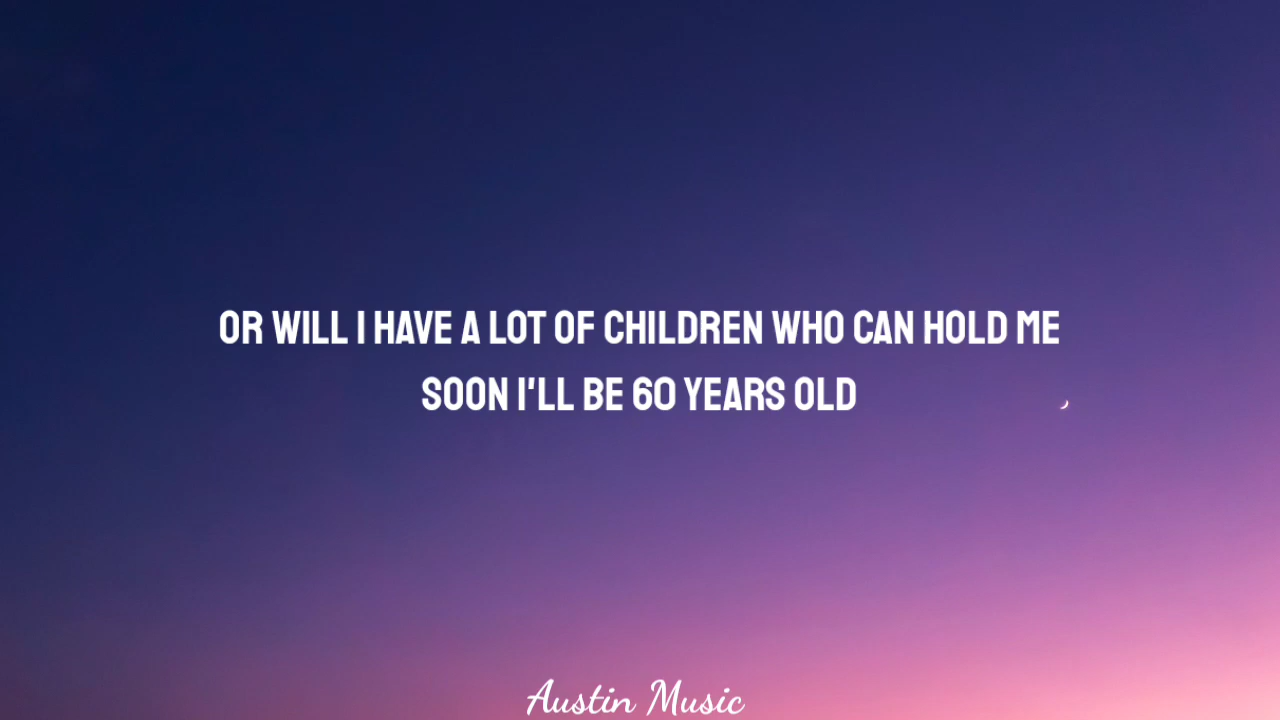 OR WILL I HAVE A LOT OF CHILDREN WHO CAN HOLD ME
SOON I'LL BE 60 YEARS OLD
Austin Music